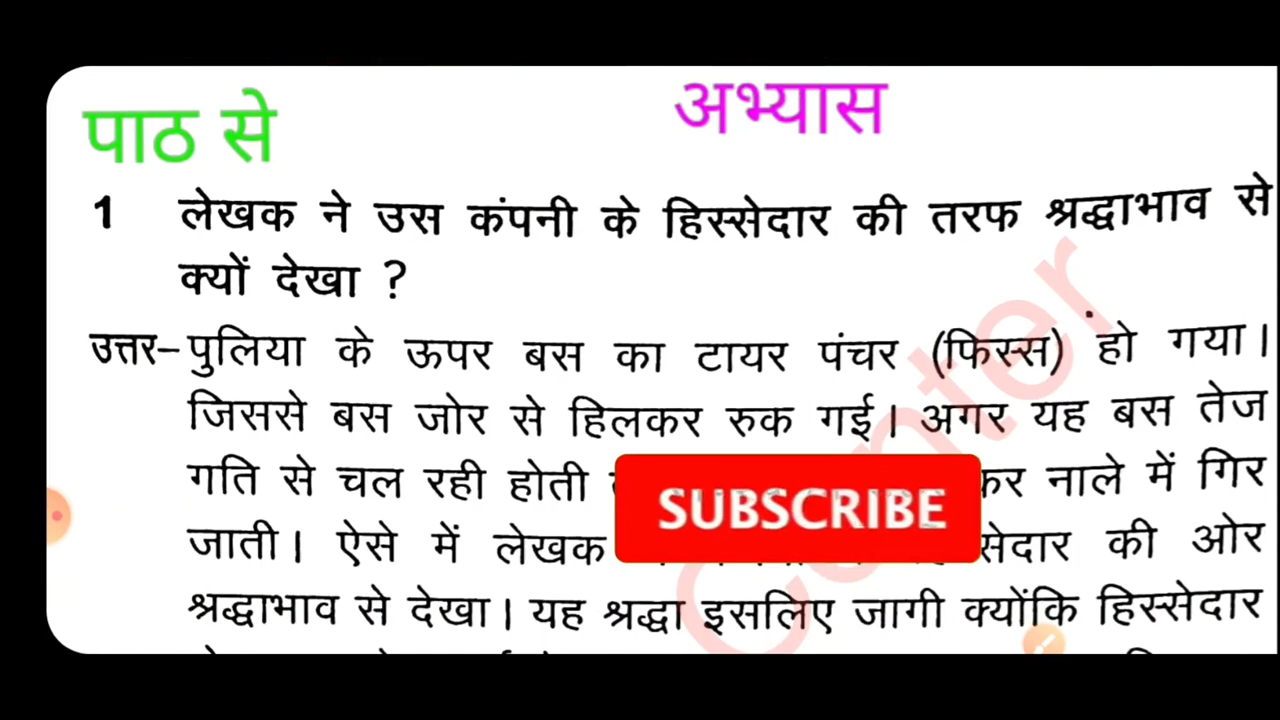 पाठ से
अभ्यास
1 लेखक ने उस कंपनी के हिस्सेदार की तरफ श्रद्धाभाव से
क्यों देखा ?
उत्तर– पुलिया के ऊपर बस का टायर पंचर (फिस्स) हो गया।
जिससे बस जोर से हिलकर रुक गई। अगर यह बस तेज
गति से चल रही होती कर नाले में गिर
SUBSCRIBE
जाती। ऐसे में लेखक सेदार की ओर
श्रद्धाभाव से देखा। यह श्रद्धा इसलिए जागी क्योंकि हिस्सेदार
Center